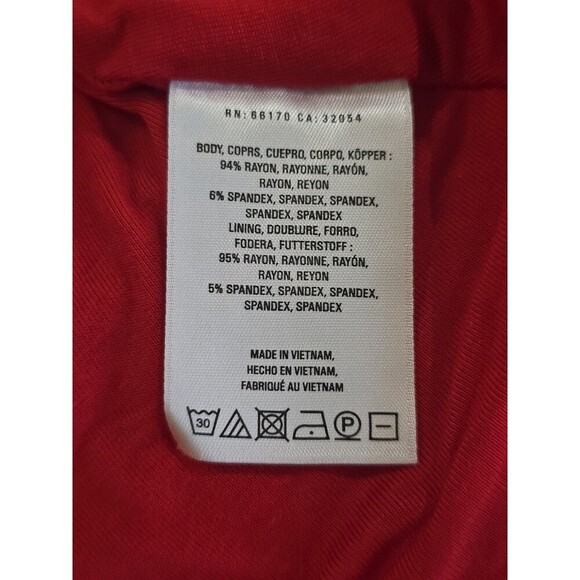 RN: 66170 CA: 32054
BODY, COPRS, CUEPRO, CORPO, KÖPPER :
94% RAYON, RAYONNE, RAYÓN,
RAYON, REYON
6% SPANDEX, SPANDEX, SPANDEX,
SPANDEX, SPANDEX
LINING, DOUBLURE, FORRO,
FODERA, FUTTERSTOFF :
95% RAYON, RAYONNE, RAYÓN,
RAYON, REYON
5% SPANDEX, SPANDEX, SPANDEX,
SPANDEX, SPANDEX
MADE IN VIETNAM,
HECHO EN VIETNAM,
FABRIQUÉ AU VIETNAM
30 P